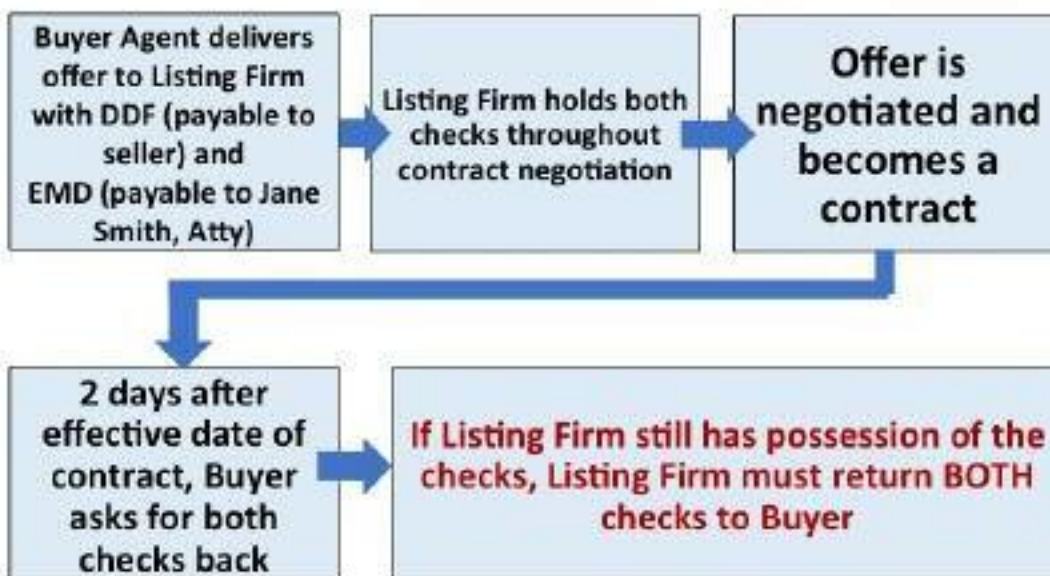 Buyer Agent delivers
offer to Listing Firm
with DDF (payable to
seller) and
EMD (payable to Jane
Smith, Atty)
Listing Firm holds both
checks throughout
contract negotiation
Offer is
negotiated and
becomes a
contract
2 days after
effective date of
contract, Buyer
asks for both
checks back
If Listing Firm still has possession of the
checks, Listing Firm must return BOTH
checks to Buyer